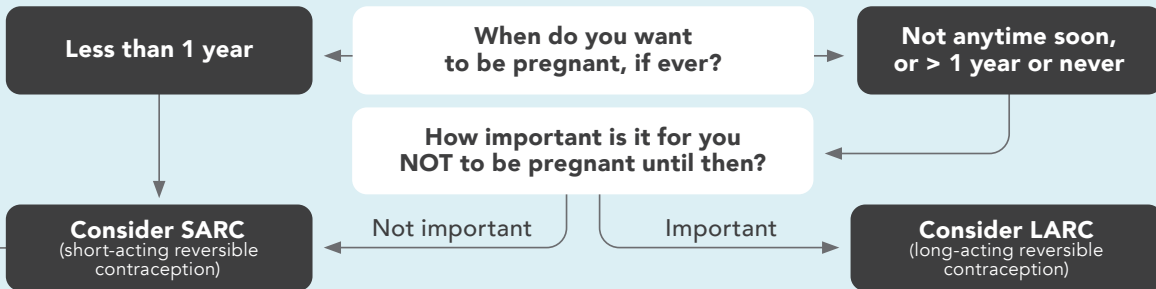 When do you want
to be pregnant, if ever?
Less than 1 year
Not anytime soon,
or > 1 year or never
How important is it for you
NOT to be pregnant until then?
Not important
Important
Consider SARC
(short-acting reversible
contraception)
Consider LARC
(long-acting reversible
contraception)